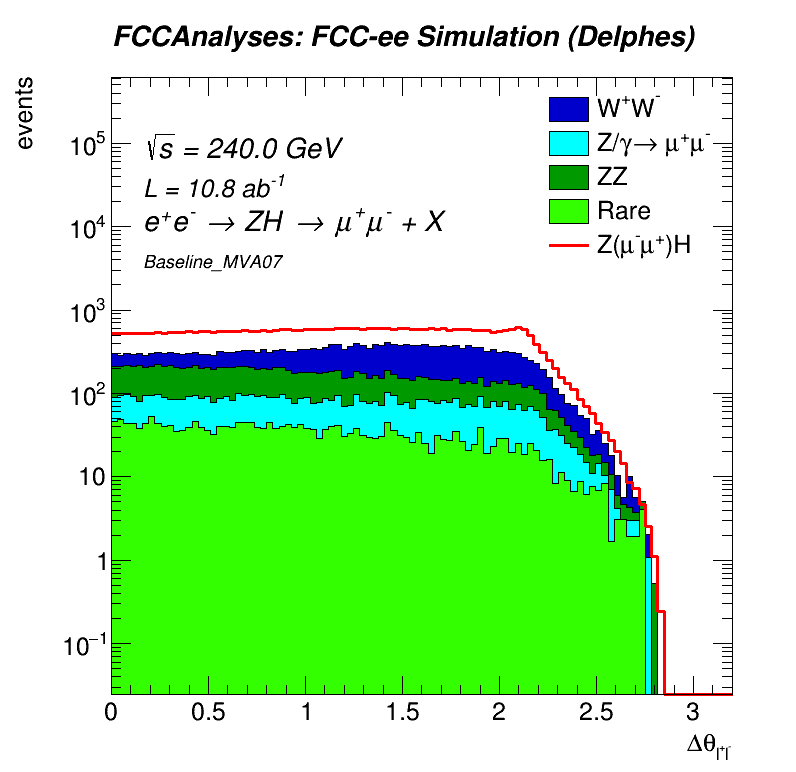 FCCAnalyses: FCC-ee Simulation (Delphes)
events
√s = 240.0 GeV
L = 10.8 ab⁻¹
e⁺e⁻ → ZH → μ⁺μ⁻ + X
Baseline_MVA07
W⁺W⁻
Z/γ→ μ⁺μ⁻
ZZ
Rare
Z(μ⁻μ⁺)H
10⁵
10⁴
10³
10²
10
1
10⁻¹
0 0.5 1 1.5 2 2.5 3
Δθ_l⁺l⁻